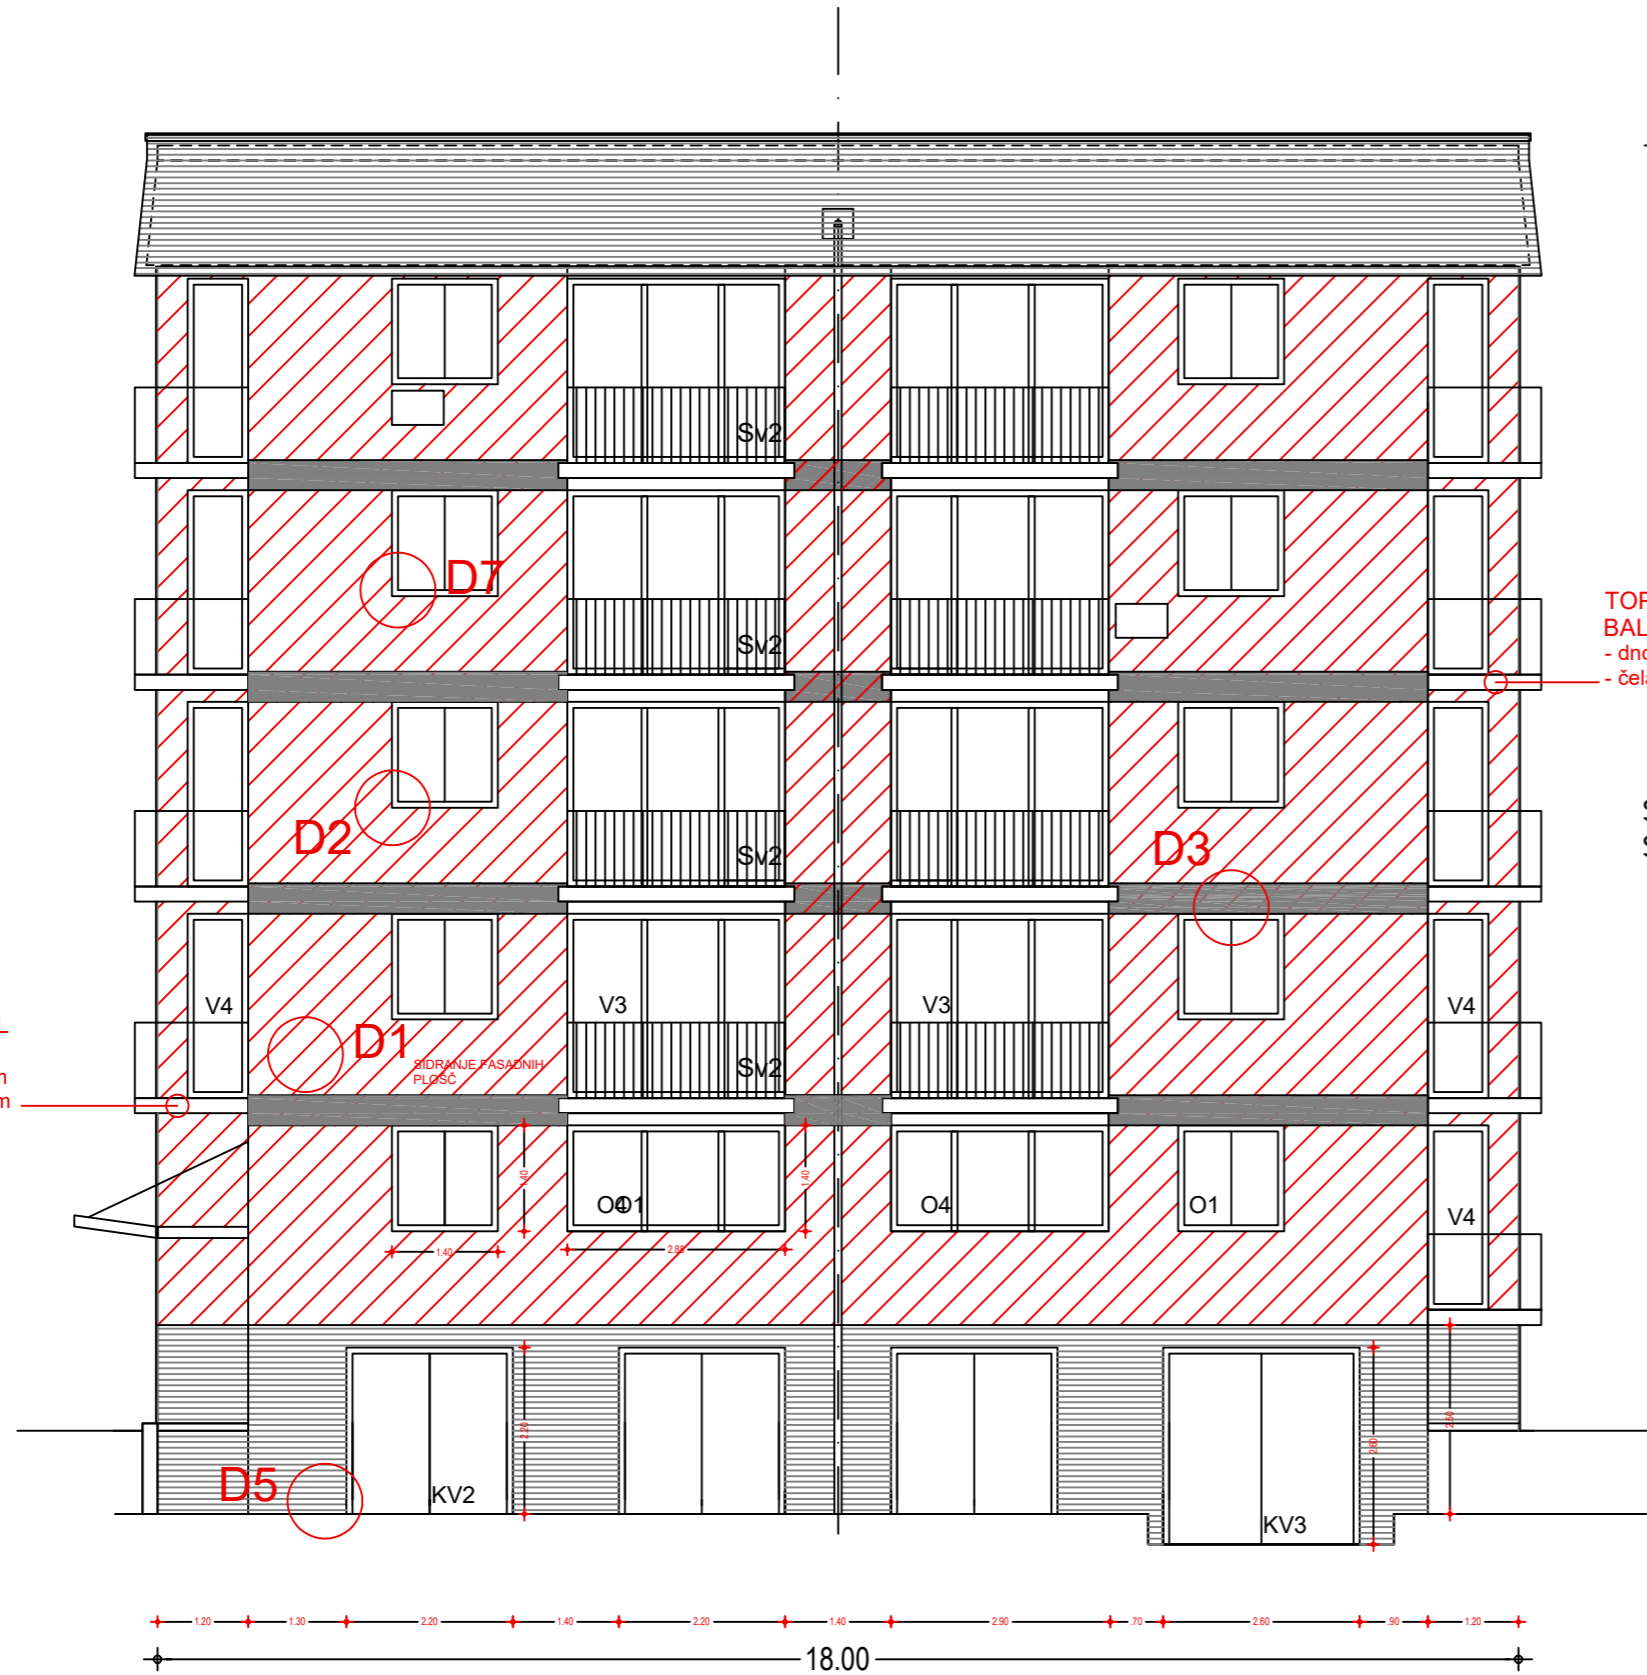 Sv2
D7
Sv2
TOP
BAL
- dno
- čela
D2
Sv2
D3
V4
V3
V3
V4
D1
SIDRANJE FASADNIH
PLOŠČ
Sv2
m
1.40
1.40
O4
O1
O4
O1
V4
1.40
2.88
2.20
2.60
2.50
D5
KV2
KV3
1.20
1.30
2.20
1.40
2.20
1.40
2.90
.70
2.60
.90
1.20
18.00